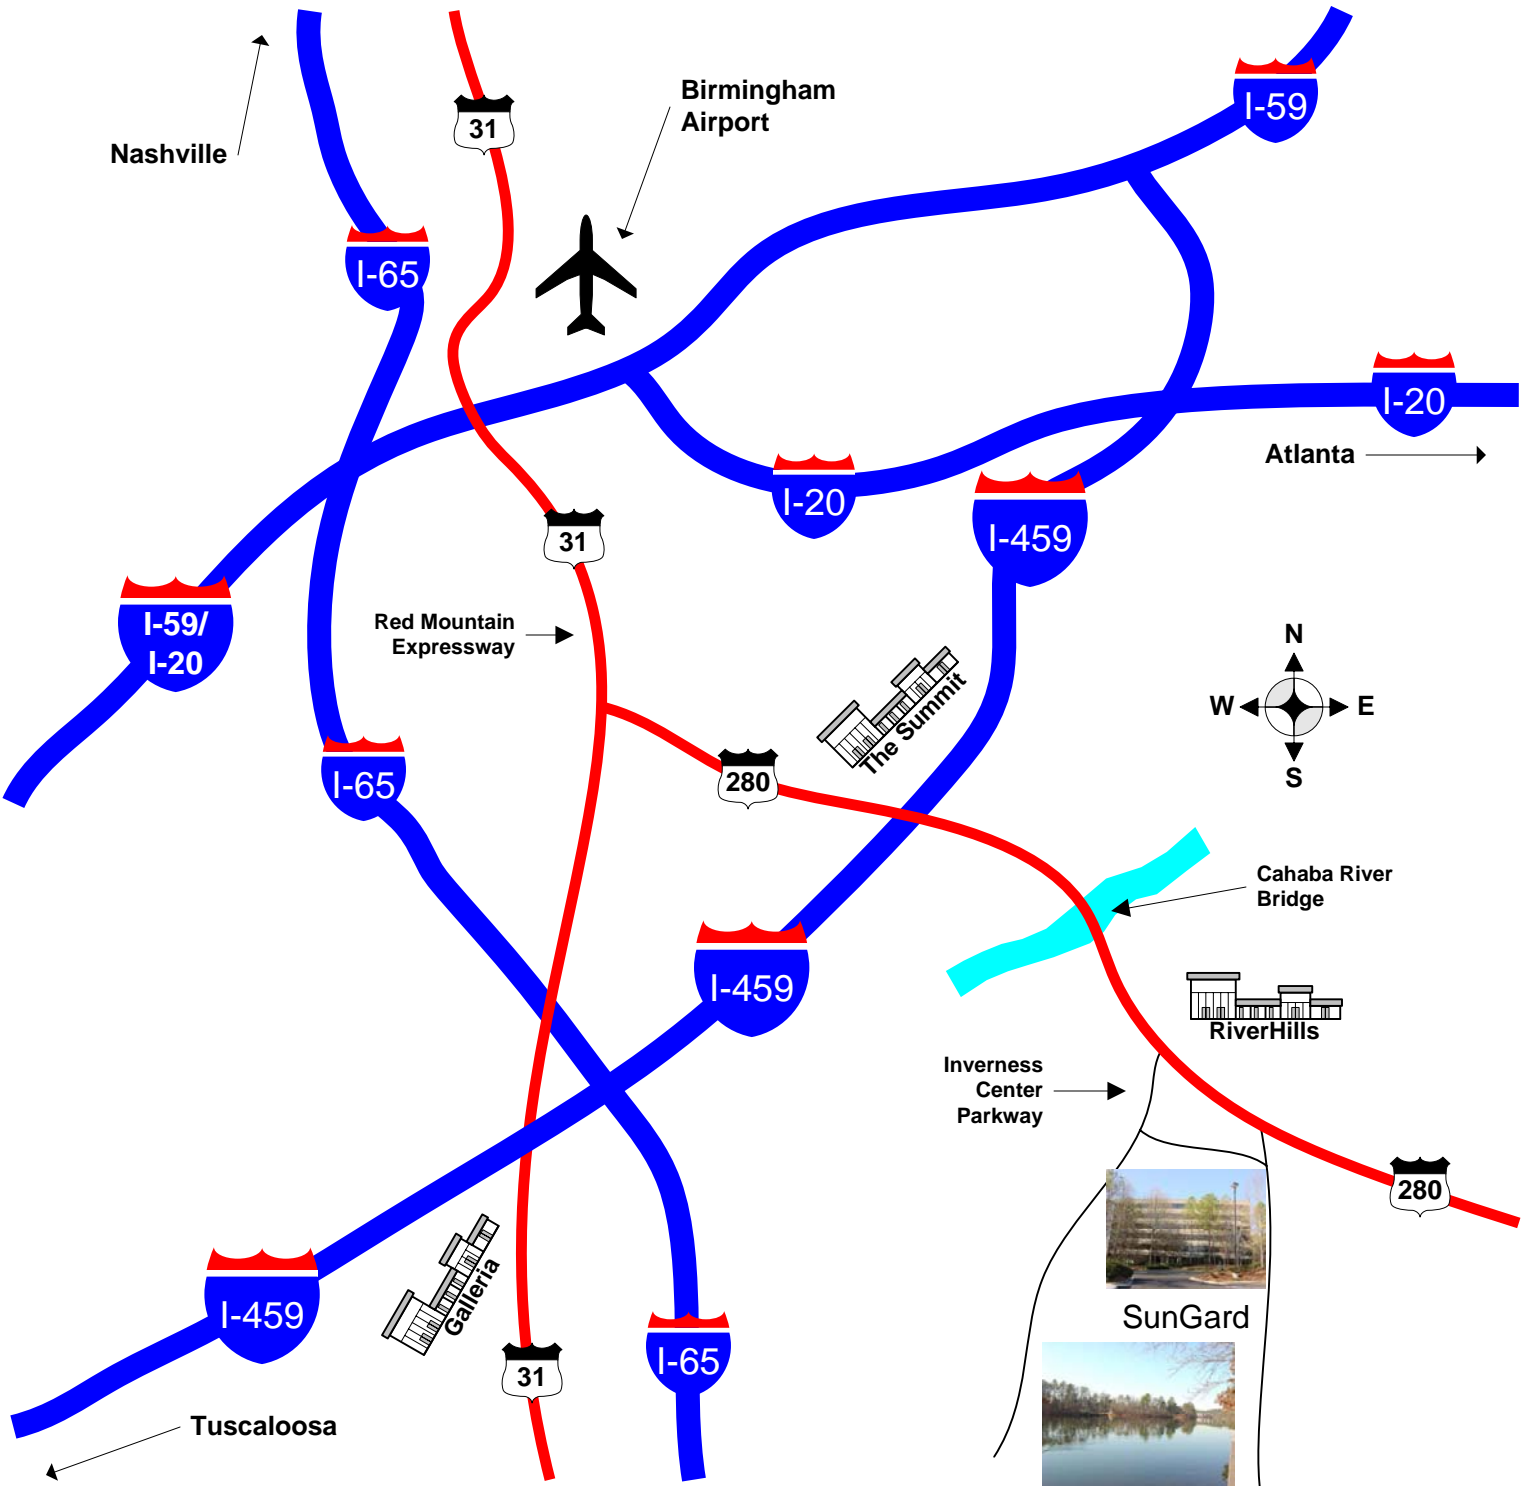 I-59
31
Birmingham
Airport
Nashville
I-65
I-20
Atlanta
I-20
I-459
31
I-59/
I-20
Red Mountain
Expressway
N
W
E
S
The Summit
280
I-65
Cahaba River
Bridge
I-459
RiverHills
Inverness
Center
Parkway
280
SunGard
Galleria
I-459
I-65
31
Tuscaloosa